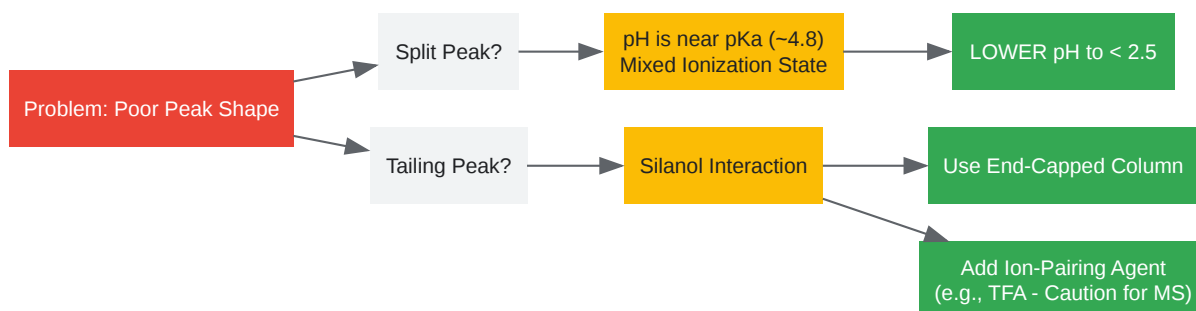 Problem: Poor Peak Shape
Split Peak?
pH is near pKa (~4.8)
Mixed Ionization State
LOWER pH to < 2.5
Tailing Peak?
Silanol Interaction
Use End-Capped Column
Add Ion-Pairing Agent
(e.g., TFA - Caution for MS)